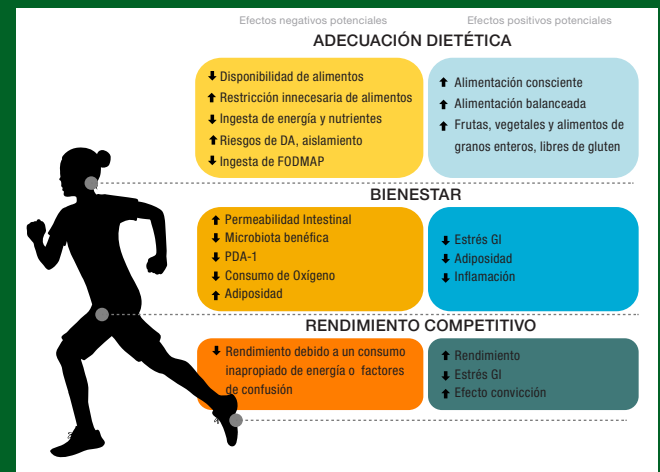 Efectos negativos potenciales
Efectos positivos potenciales
ADECUACIÓN DIETÉTICA
⬇ Disponibilidad de alimentos
⬆ Restricción innecesaria de alimentos
⬇ Ingesta de energía y nutrientes
⬆ Riesgos de DA, aislamiento
⬇ Ingesta de FODMAP
⬆ Alimentación consciente
⬆ Alimentación balanceada
⬆ Frutas, vegetales y alimentos de
granos enteros, libres de gluten
BIENESTAR
⬆ Permeabilidad Intestinal
⬇ Microbiota benéfica
⬇ PDA-1
⬇ Consumo de Oxígeno
⬆ Adiposidad
⬇ Estrés GI
⬇ Adiposidad
⬇ Inflamación
RENDIMIENTO COMPETITIVO
⬇ Rendimiento debido a un consumo
inapropiado de energía o factores
de confusión
⬆ Rendimiento
⬇ Estrés GI
⬆ Efecto convicción